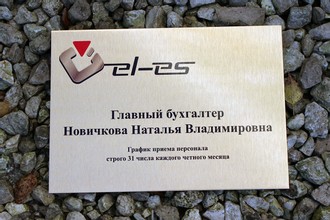 el-es
Главный бухгалтер
Новичкова Наталья Владимировна
График приема персонала
строго 31 числа каждого четного месяца